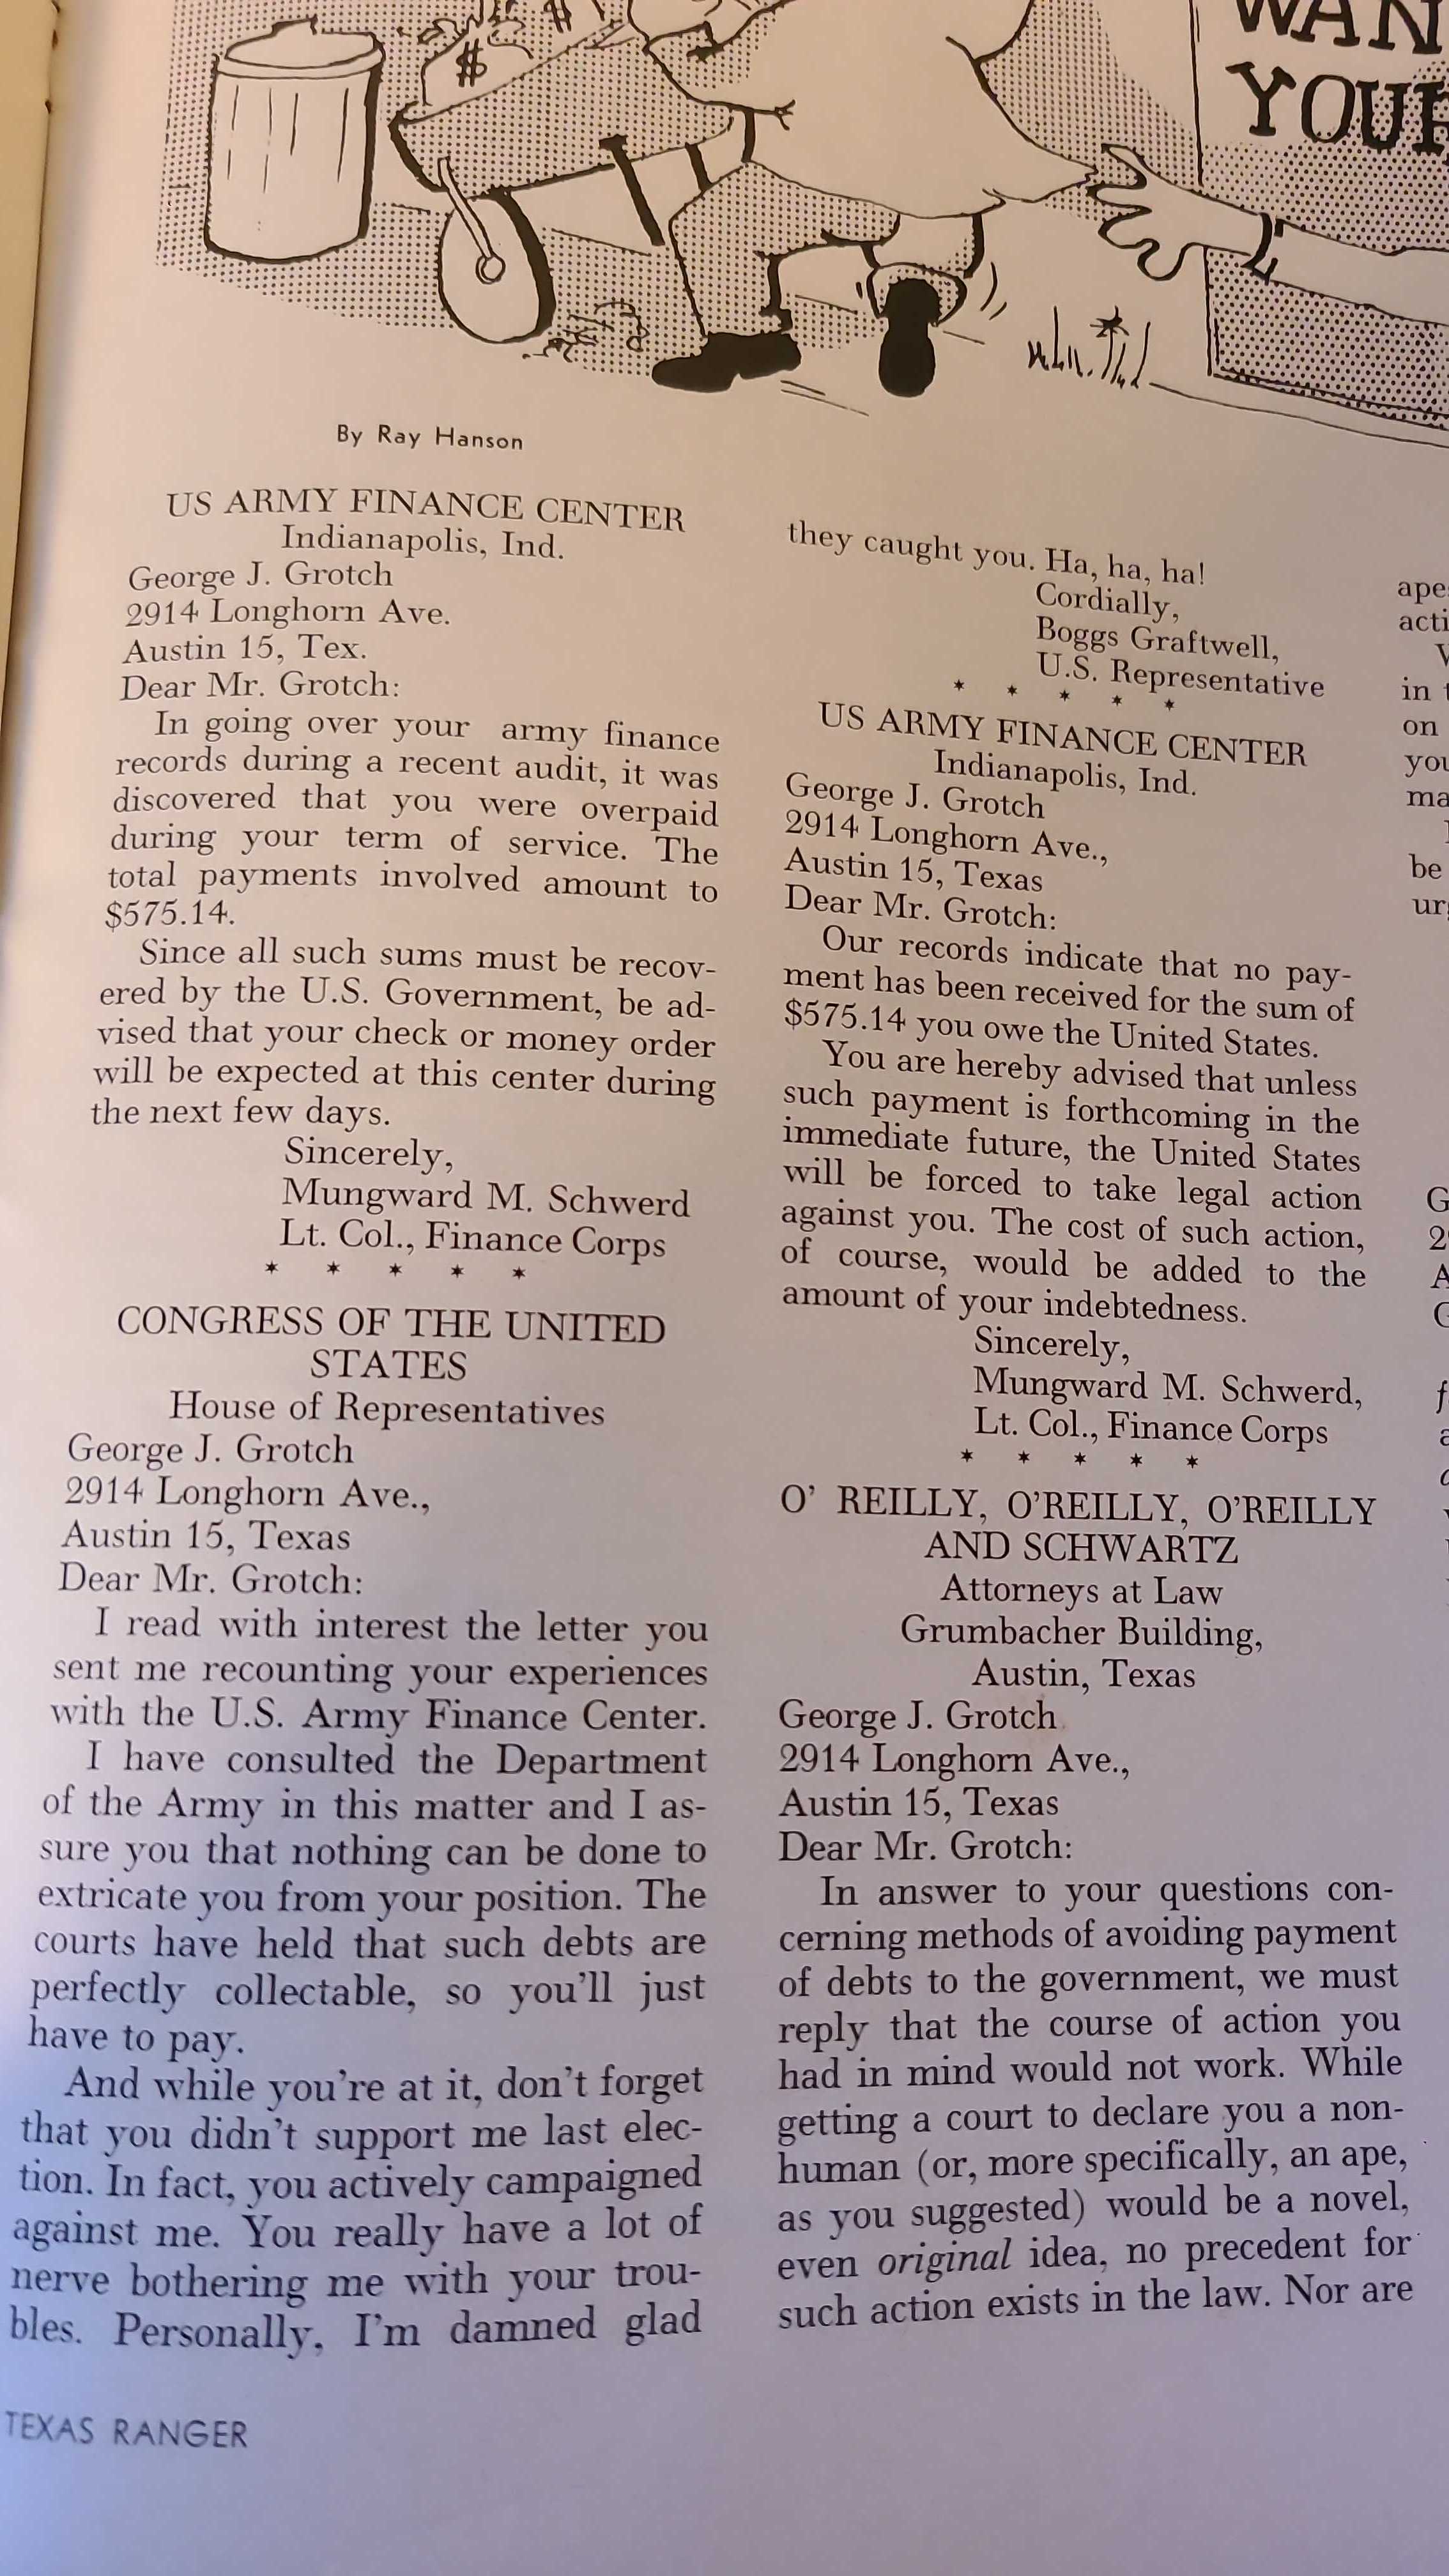 $
$
WAN
YOUR
By Ray Hanson
US ARMY FINANCE CENTER
Indianapolis, Ind.
George J. Grotch
2914 Longhorn Ave.
Austin 15, Tex.
Dear Mr. Grotch:
In going over your army finance
records during a recent audit, it was
discovered that you were overpaid
during your term of service. The
total payments involved amount to
$575.14.
Since all such sums must be recov-
ered by the U.S. Government, be ad-
vised that your check or money order
will be expected at this center during
the next few days.
Sincerely,
Mungward M. Schwerd
Lt. Col., Finance Corps
* * * * *
CONGRESS OF THE UNITED
STATES
House of Representatives
George J. Grotch
2914 Longhorn Ave.,
Austin 15, Texas
Dear Mr. Grotch:
I read with interest the letter you
sent me recounting your experiences
with the U.S. Army Finance Center.
I have consulted the Department
of the Army in this matter and I as-
sure you that nothing can be done to
extricate you from your position. The
courts have held that such debts are
perfectly collectable, so you'll just
have to pay.
And while you're at it, don't forget
that you didn't support me last elec-
tion. In fact, you actively campaigned
against me. You really have a lot of
nerve bothering me with your trou-
bles. Personally, I'm damned glad
they caught you. Ha, ha, ha!
Cordially,
Boggs Graftwell,
U.S. Representative
* * * * *
US ARMY FINANCE CENTER
Indianapolis, Ind.
George J. Grotch
2914 Longhorn Ave.,
Austin 15, Texas
Dear Mr. Grotch:
Our records indicate that no pay-
ment has been received for the sum of
$575.14 you owe the United States.
You are hereby advised that unless
such payment is forthcoming in the
immediate future, the United States
will be forced to take legal action
against you. The cost of such action,
of course, would be added to the
amount of your indebtedness.
Sincerely,
Mungward M. Schwerd,
Lt. Col., Finance Corps
* * * * *
O' REILLY, O'REILLY, O'REILLY
AND SCHWARTZ
Attorneys at Law
Grumbacher Building,
Austin, Texas
George J. Grotch
2914 Longhorn Ave.,
Austin 15, Texas
Dear Mr. Grotch:
In answer to your questions con-
cerning methods of avoiding payment
of debts to the government, we must
reply that the course of action you
had in mind would not work. While
getting a court to declare you a non-
human (or, more specifically, an ape,
as you suggested) would be a novel,
even original idea, no precedent for
such action exists in the law. Nor are
ape
acti
in
on
you
ma
be
TEXAS RANGER